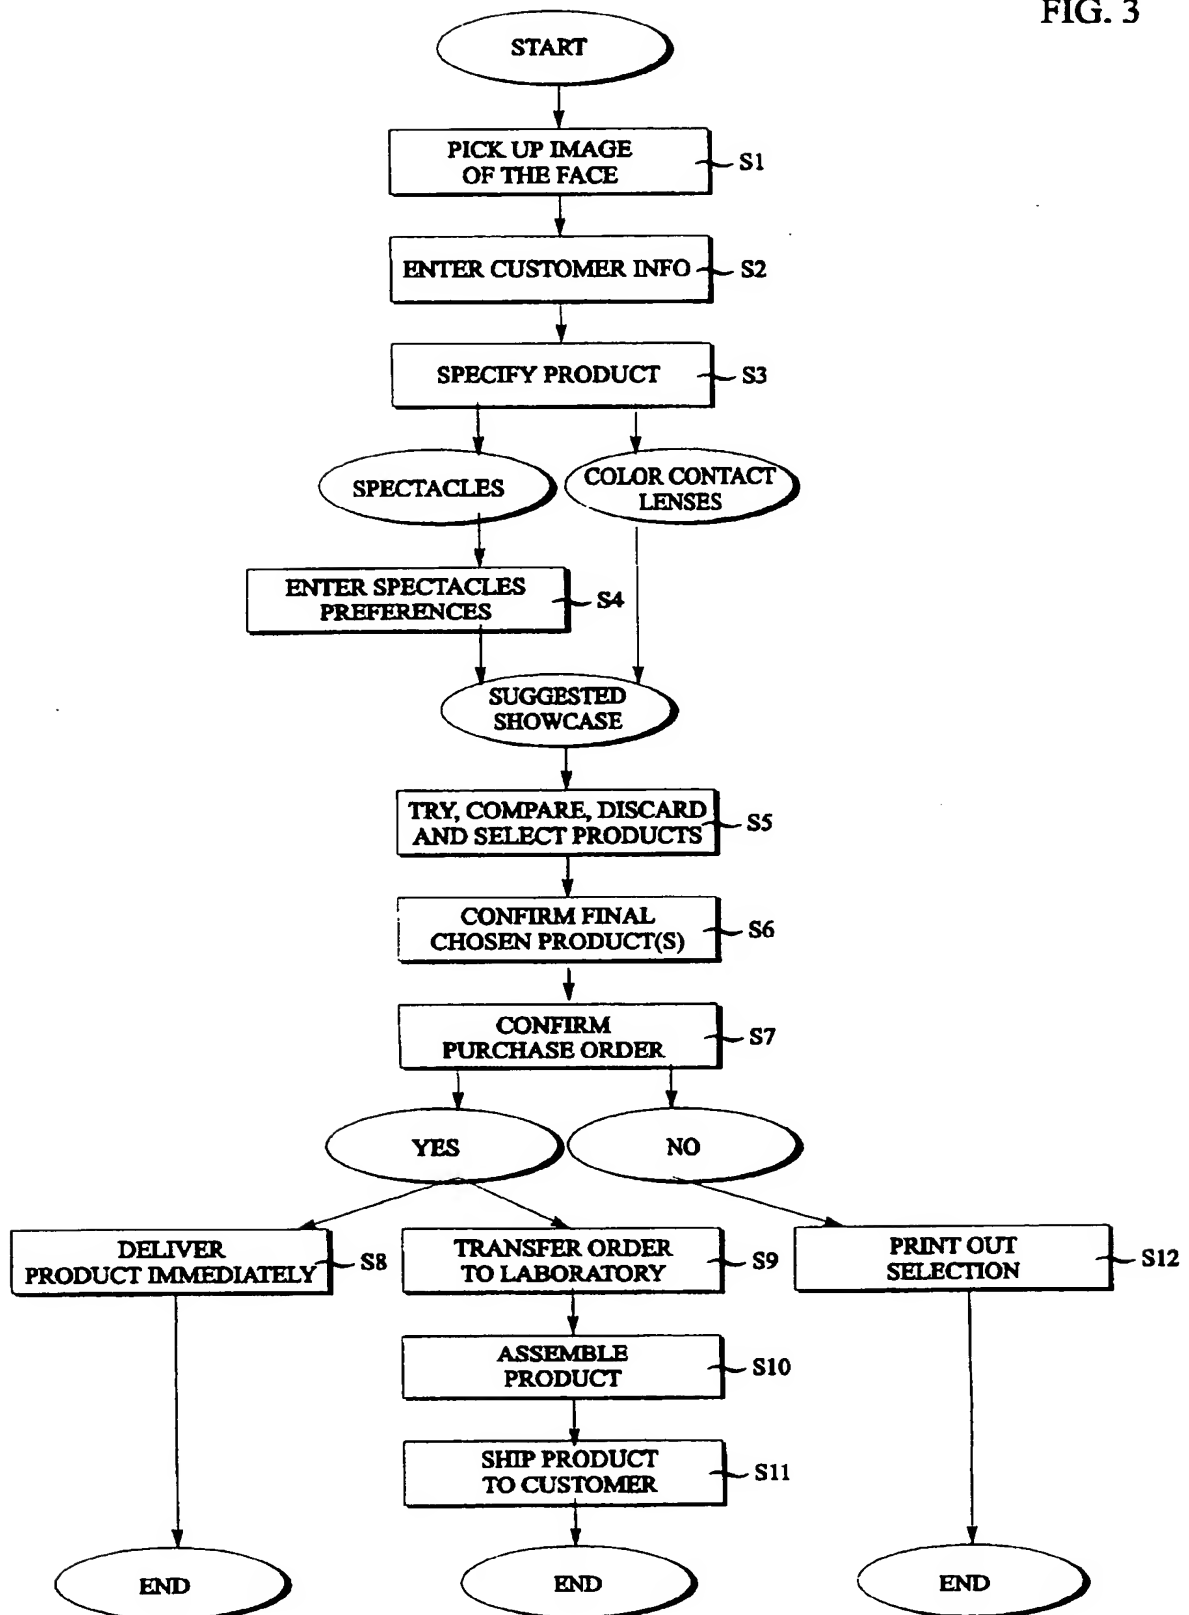 FIG. 3
START
PICK UP IMAGE
OF THE FACE
S1
ENTER CUSTOMER INFO
S2
SPECIFY PRODUCT
S3
SPECTACLES
COLOR CONTACT
LENSES
ENTER SPECTACLES
PREFERENCES
S4
SUGGESTED
SHOWCASE
TRY, COMPARE, DISCARD
AND SELECT PRODUCTS
S5
CONFIRM FINAL
CHOSEN PRODUCT(S)
S6
CONFIRM
PURCHASE ORDER
S7
YES
NO
DELIVER
PRODUCT IMMEDIATELY
S8
TRANSFER ORDER
TO LABORATORY
S9
PRINT OUT
SELECTION
S12
ASSEMBLE
PRODUCT
S10
SHIP PRODUCT
TO CUSTOMER
S11
END
END
END